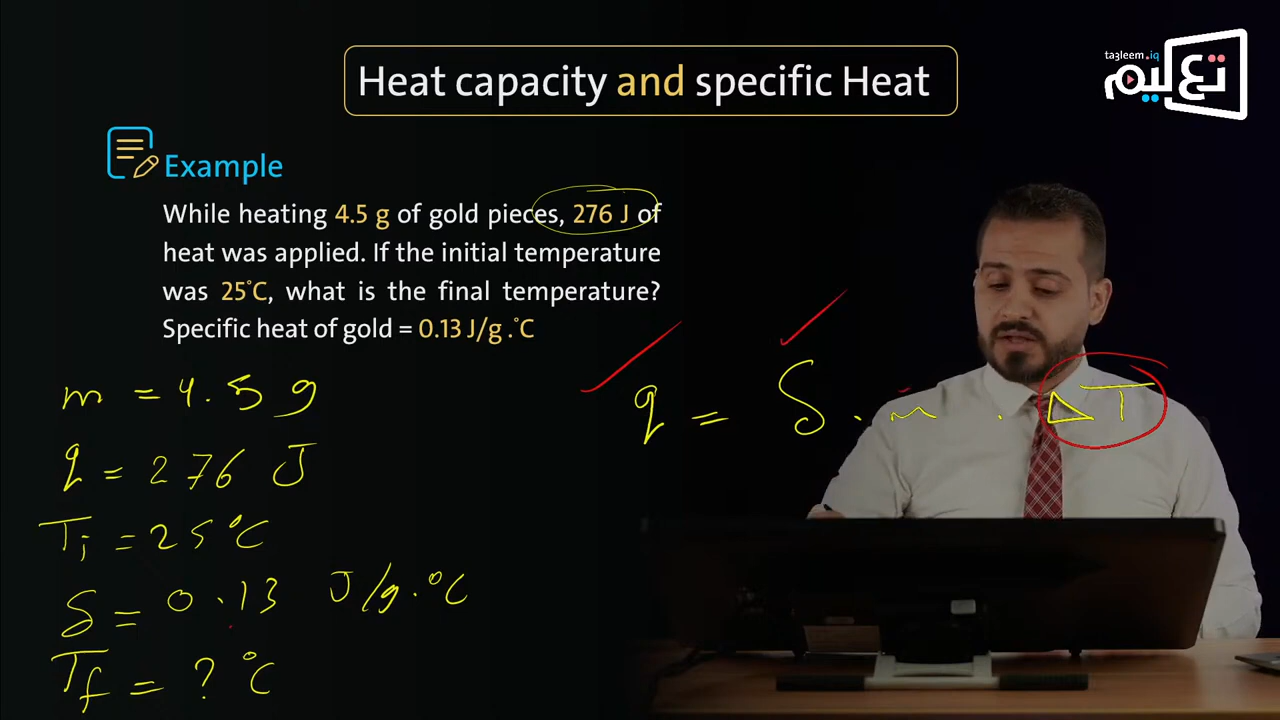 ta3leem.iq
تعليم
Heat capacity and specific Heat
Example
While heating 4.5 g of gold pieces, 276 J of
heat was applied. If the initial temperature
was 25°C, what is the final temperature?
Specific heat of gold = 0.13 J/g .°C
m = 4.5 g
q = 276 J
Ti = 25 °C
δ = 0.13 J/g.°C
Tf = ? °C
q = δ . m . ΔT